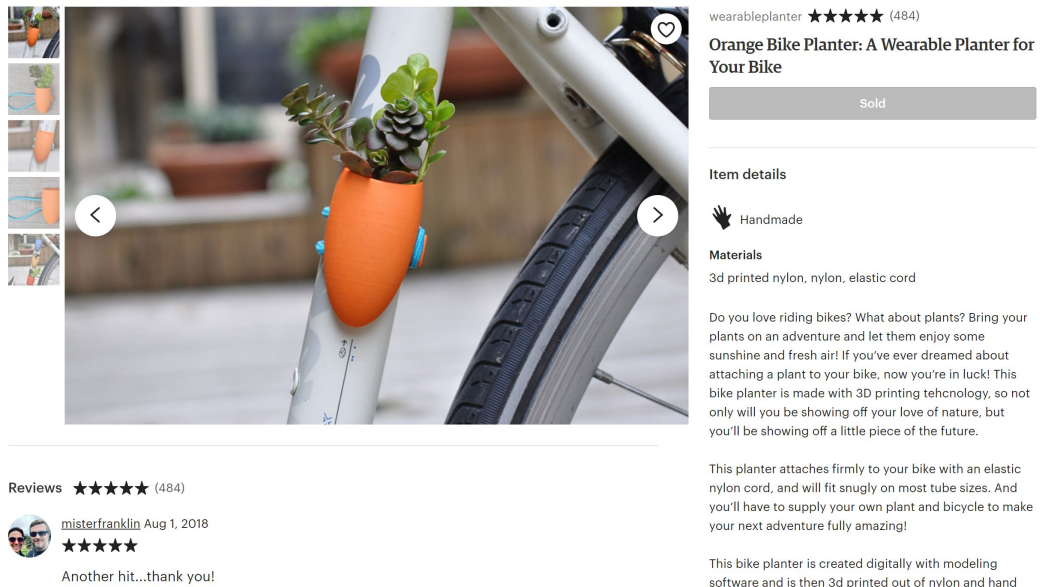 wearableplanter ★★★★★ (484)
Orange Bike Planter: A Wearable Planter for
Your Bike
Sold
Item details
Handmade
Materials
3d printed nylon, nylon, elastic cord
Do you love riding bikes? What about plants? Bring your
plants on an adventure and let them enjoy some
sunshine and fresh air! If you’ve ever dreamed about
attaching a plant to your bike, now you’re in luck! This
bike planter is made with 3D printing tehcnology, so not
only will you be showing off your love of nature, but
you’ll be showing off a little piece of the future.
This planter attaches firmly to your bike with an elastic
nylon cord, and will fit snugly on most tube sizes. And
you’ll have to supply your own plant and bicycle to make
your next adventure fully amazing!
This bike planter is created digitally with modeling
software and is then 3d printed out of nylon and hand
Reviews ★★★★★ (484)
misterfranklin Aug 1, 2018
★★★★★
Another hit...thank you!